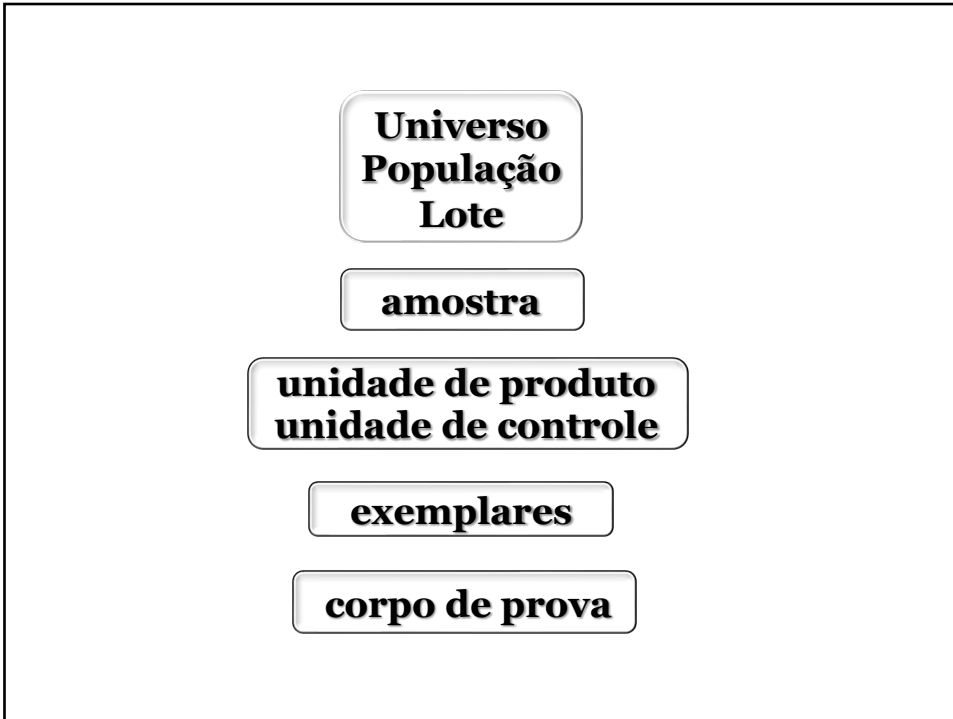 Universo
População
Lote
amostra
unidade de produto
unidade de controle
exemplares
corpo de prova